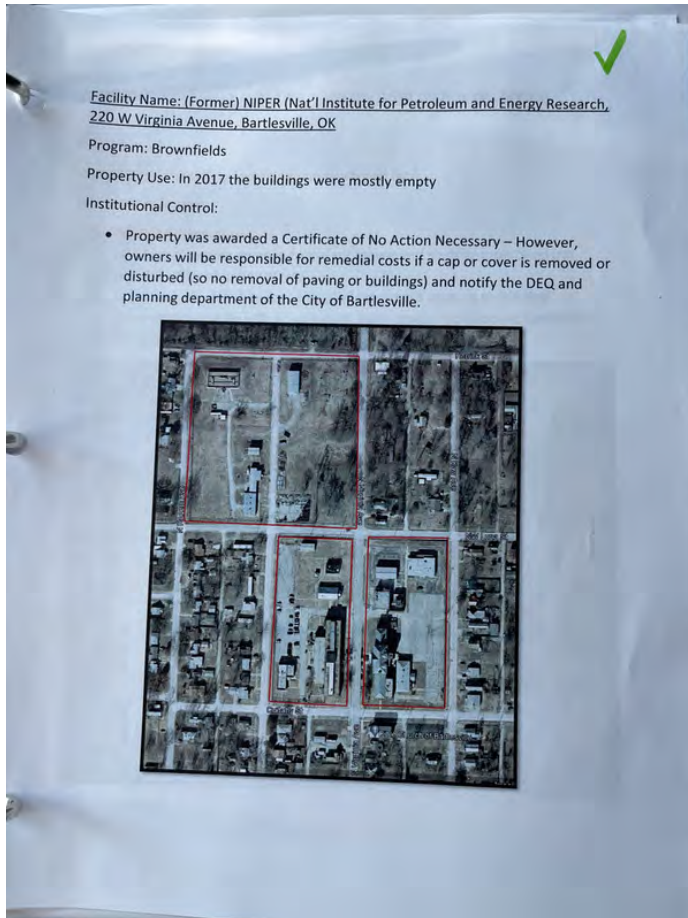 Facility Name: (Former) NIPER (Nat'l Institute for Petroleum and Energy Research,
220 W Virginia Avenue, Bartlesville, OK
Program: Brownfields
Property Use: In 2017 the buildings were mostly empty
Institutional Control:
• Property was awarded a Certificate of No Action Necessary – However,
owners will be responsible for remedial costs if a cap or cover is removed or
disturbed (so no removal of paving or buildings) and notify the DEQ and
planning department of the City of Bartlesville.